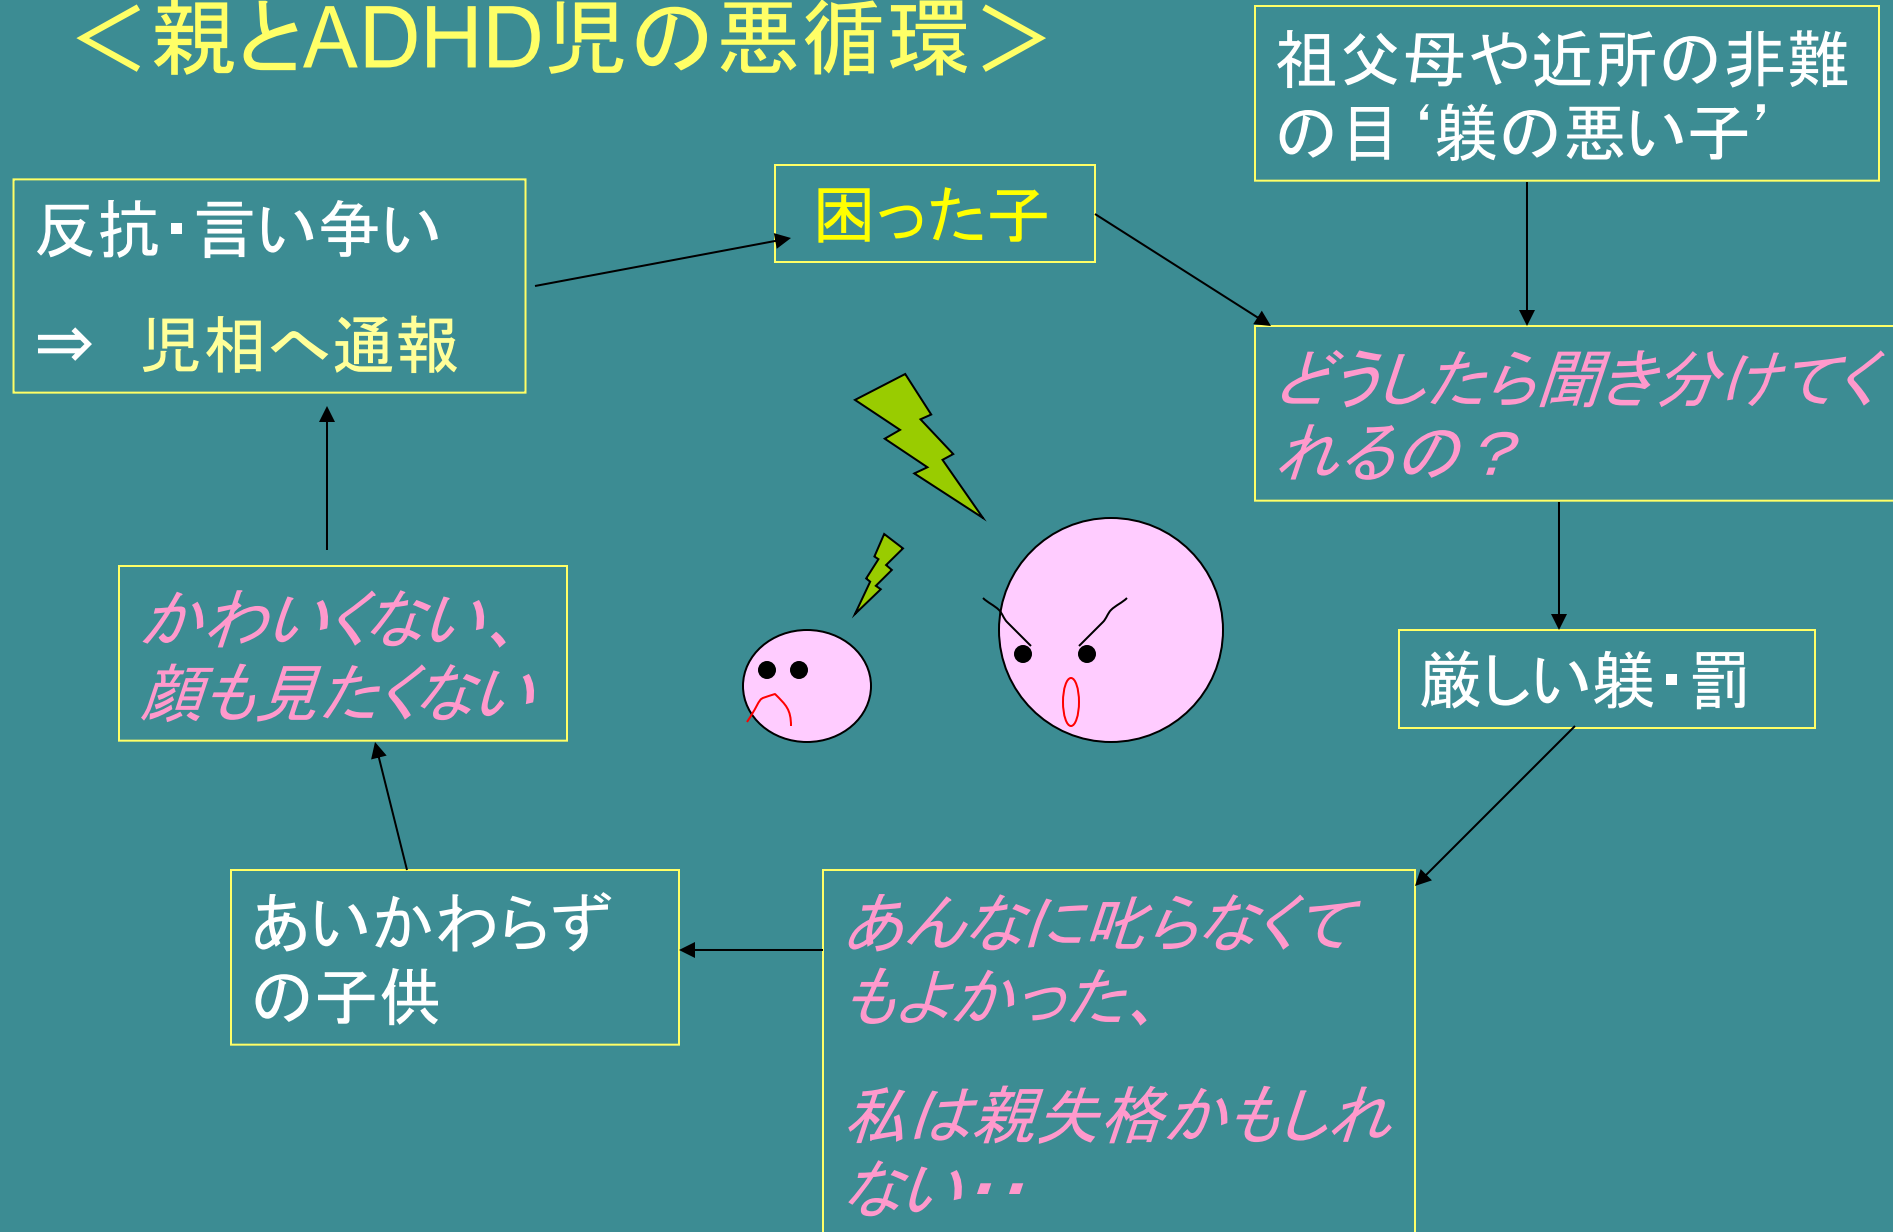 ＜親とADHD児の悪循環＞
祖父母や近所の非難
の目‘躾の悪い子’
困った子
反抗・言い争い
⇒　児相へ通報
どうしたら聞き分けてく
れるの？
かわいくない、
顔も見たくない
厳しい躾・罰
あいかわらず
の子供
あんなに叱らなくて
もよかった、
私は親失格かもしれ
ない・・